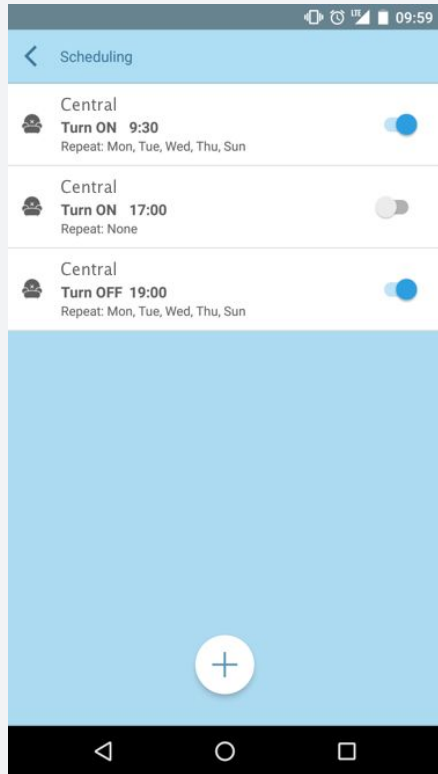 LTE 09:59
Scheduling
Central
Turn ON 9:30
Repeat: Mon, Tue, Wed, Thu, Sun
Central
Turn ON 17:00
Repeat: None
Central
Turn OFF 19:00
Repeat: Mon, Tue, Wed, Thu, Sun